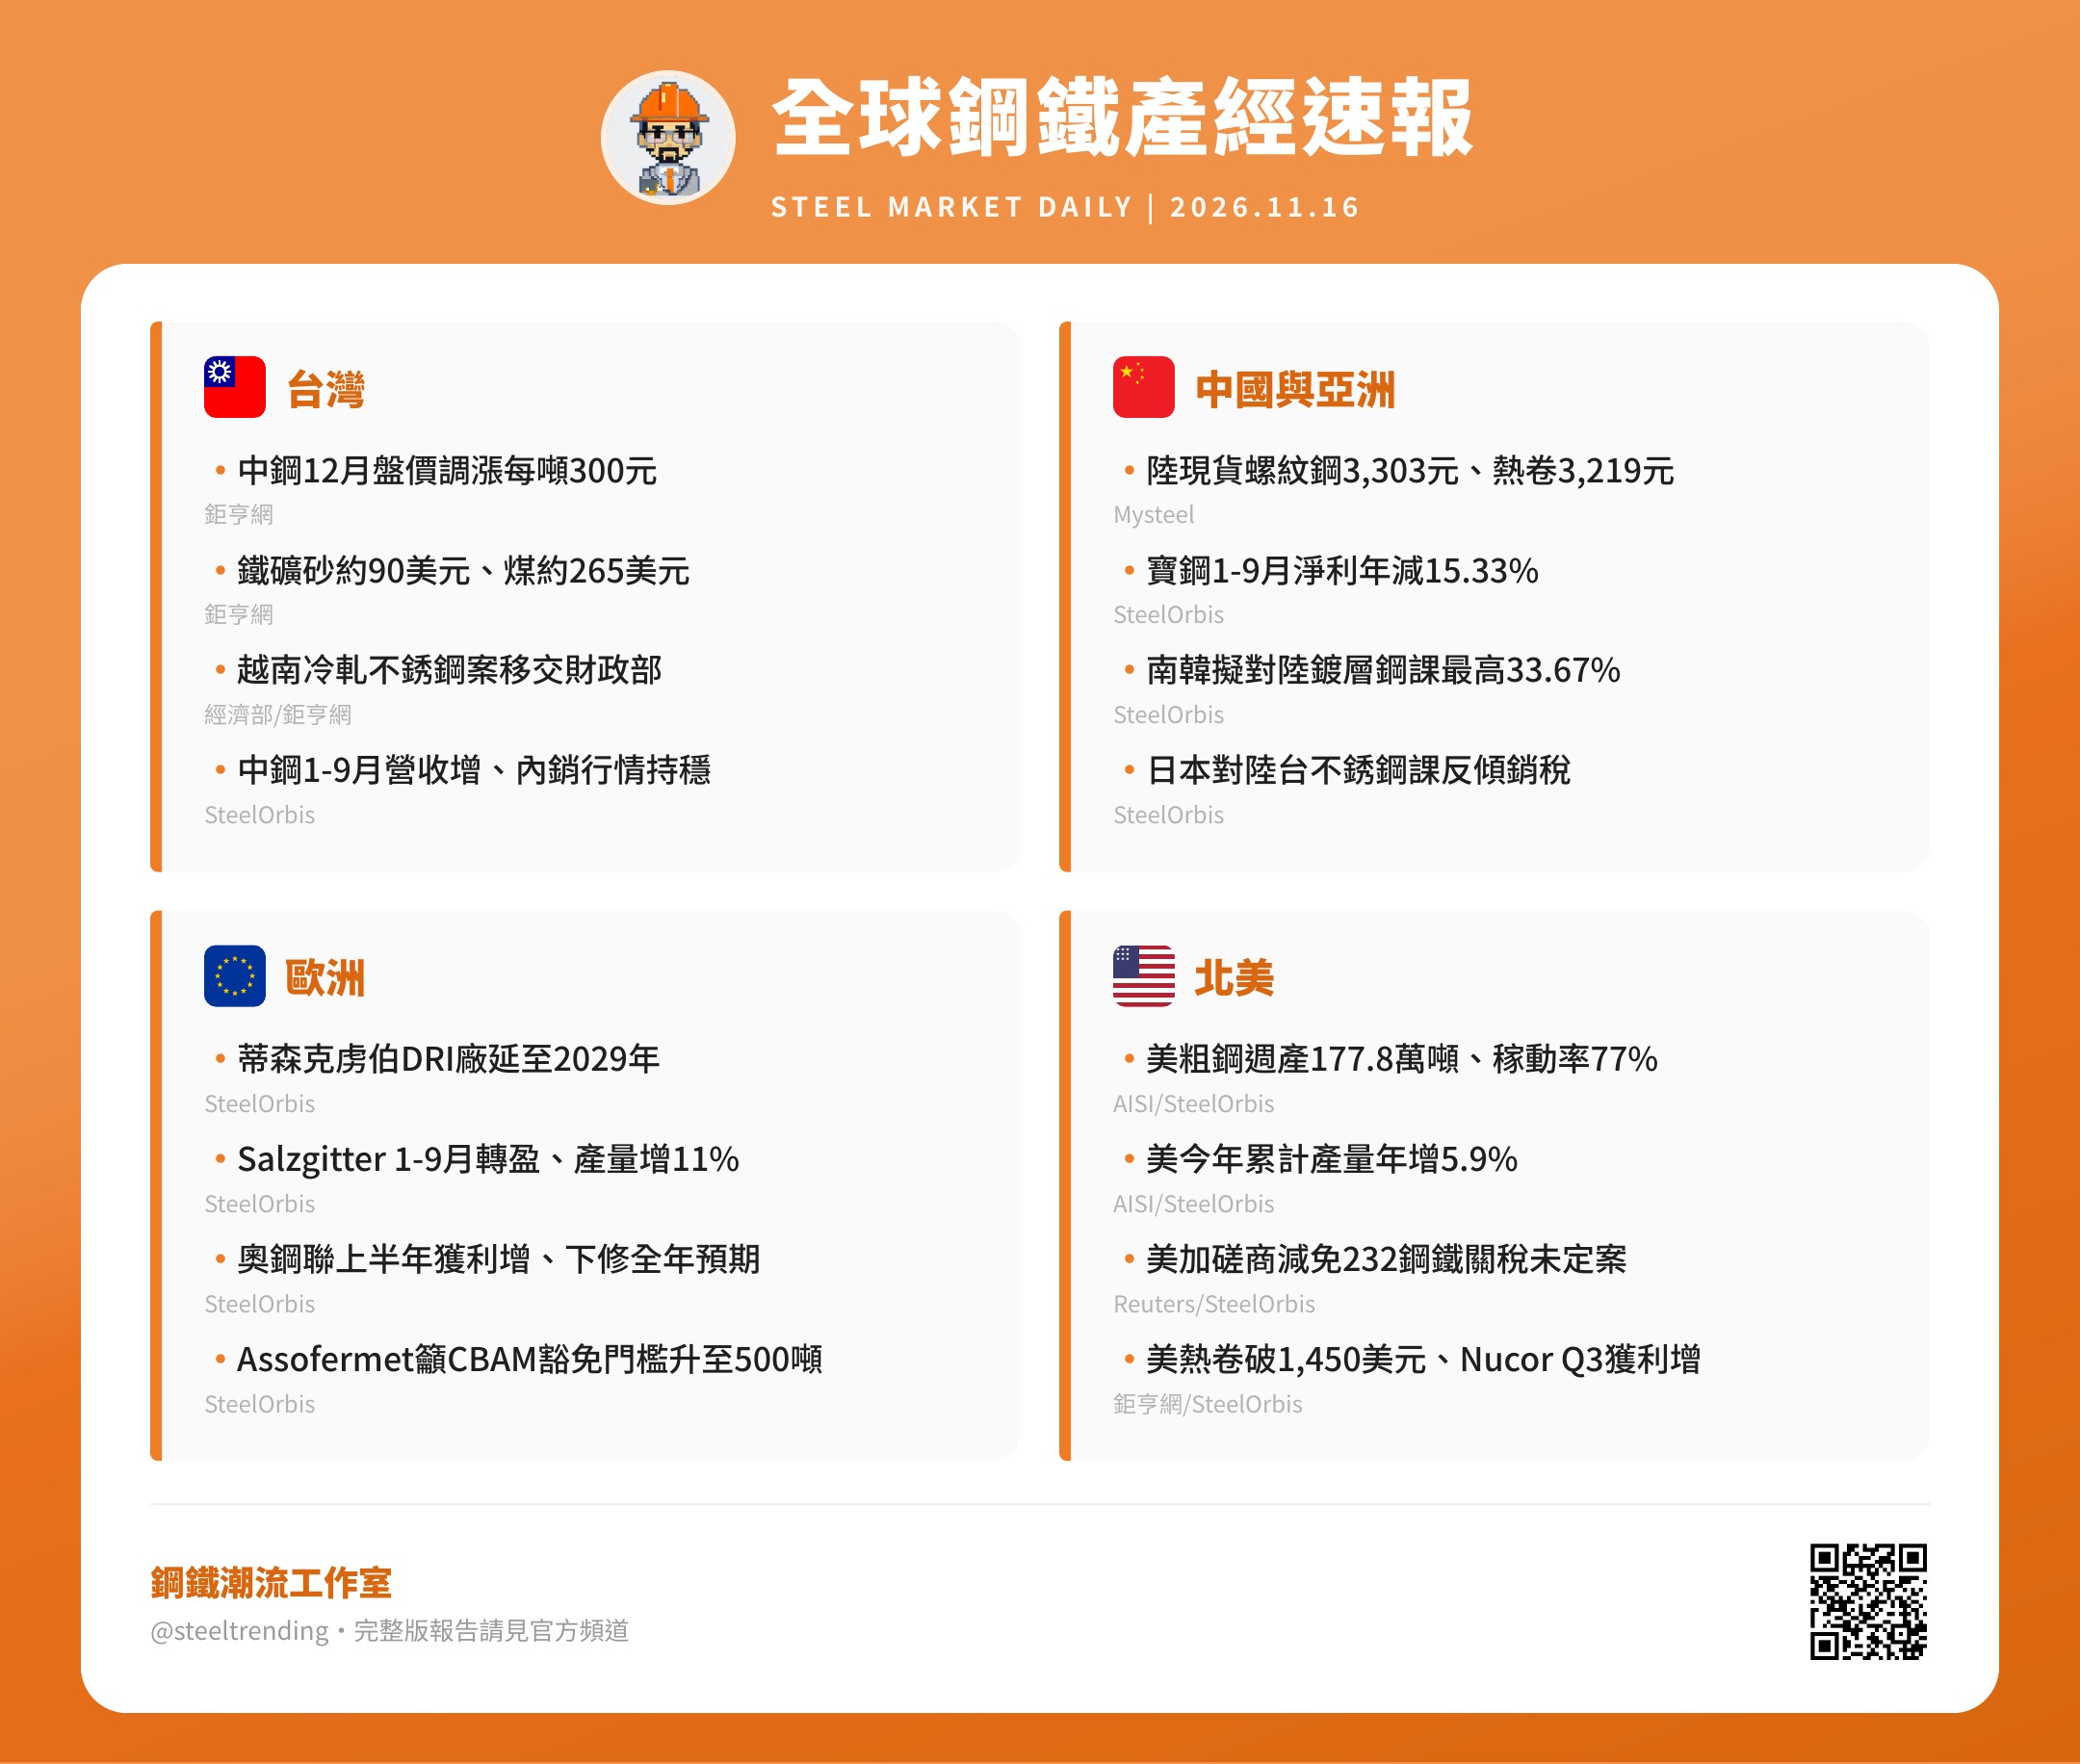 全球鋼鐵產經速報
STEEL MARKET DAILY | 2026.11.16
台灣
• 中鋼12月盤價調漲每噸300元
鉅亨網
• 鐵礦砂約90美元、煤約265美元
鉅亨網
• 越南冷軋不銹鋼案移交財政部
經濟部/鉅亨網
• 中鋼1-9月營收增、內銷行情持穩
SteelOrbis
中國與亞洲
• 陸現貨螺紋鋼3,303元、熱卷3,219元
Mysteel
• 寶鋼1-9月淨利年減15.33%
SteelOrbis
• 南韓擬對陸鍍層鋼課最高33.67%
SteelOrbis
• 日本對陸台不銹鋼課反傾銷稅
SteelOrbis
歐洲
• 蒂森克虜伯DRI廠延至2029年
SteelOrbis
• Salzgitter 1-9月轉盈、產量增11%
SteelOrbis
• 奧鋼聯上半年獲利增、下修全年預期
SteelOrbis
• Assofermet籲CBAM豁免門檻升至500噸
SteelOrbis
北美
• 美粗鋼週產177.8萬噸、稼動率77%
AISI/SteelOrbis
• 美今年累計產量年增5.9%
AISI/SteelOrbis
• 美加磋商減免232鋼鐵關稅未定案
Reuters/SteelOrbis
• 美熱卷破1,450美元、Nucor Q3獲利增
鉅亨網/SteelOrbis
鋼鐵潮流工作室
@steeltrending・完整版報告請見官方頻道